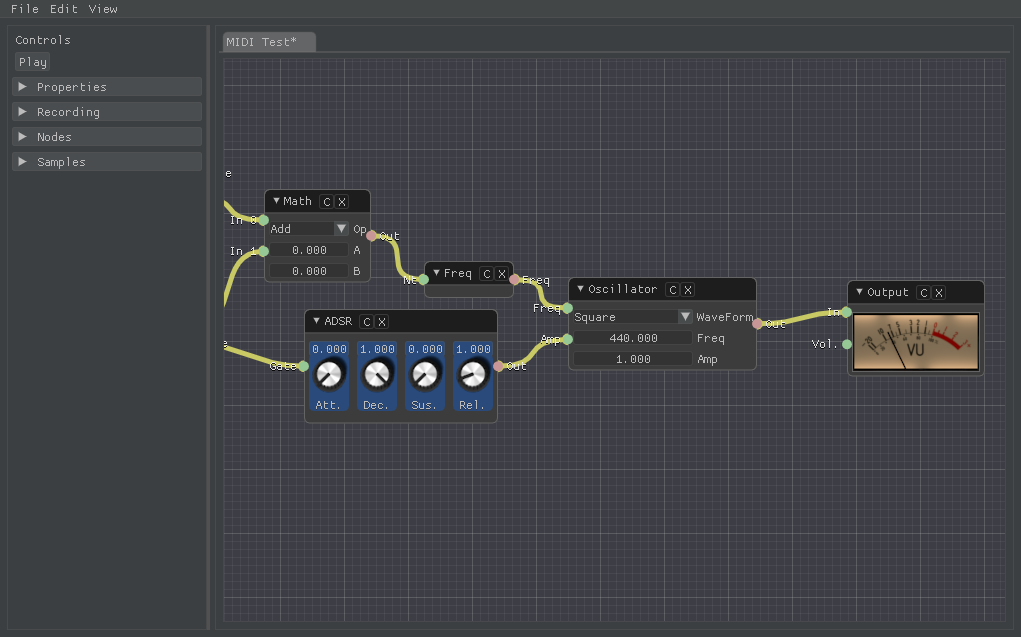 File Edit View
Controls
Play
Properties
Recording
Nodes
Samples
MIDI Test*
e
Math C X
In 0
Add Op Out
In 1 0.000 A
0.000 B
Freq C X
Freq
ADSR C X
0.000 1.000 0.000 1.000
Gate Out
Att. Dec. Sus. Rel.
Oscillator C X
Freq
Square WaveForm Out
440.000 Freq
Amp
1.000 Amp
Output C X
In
Vol.
VU